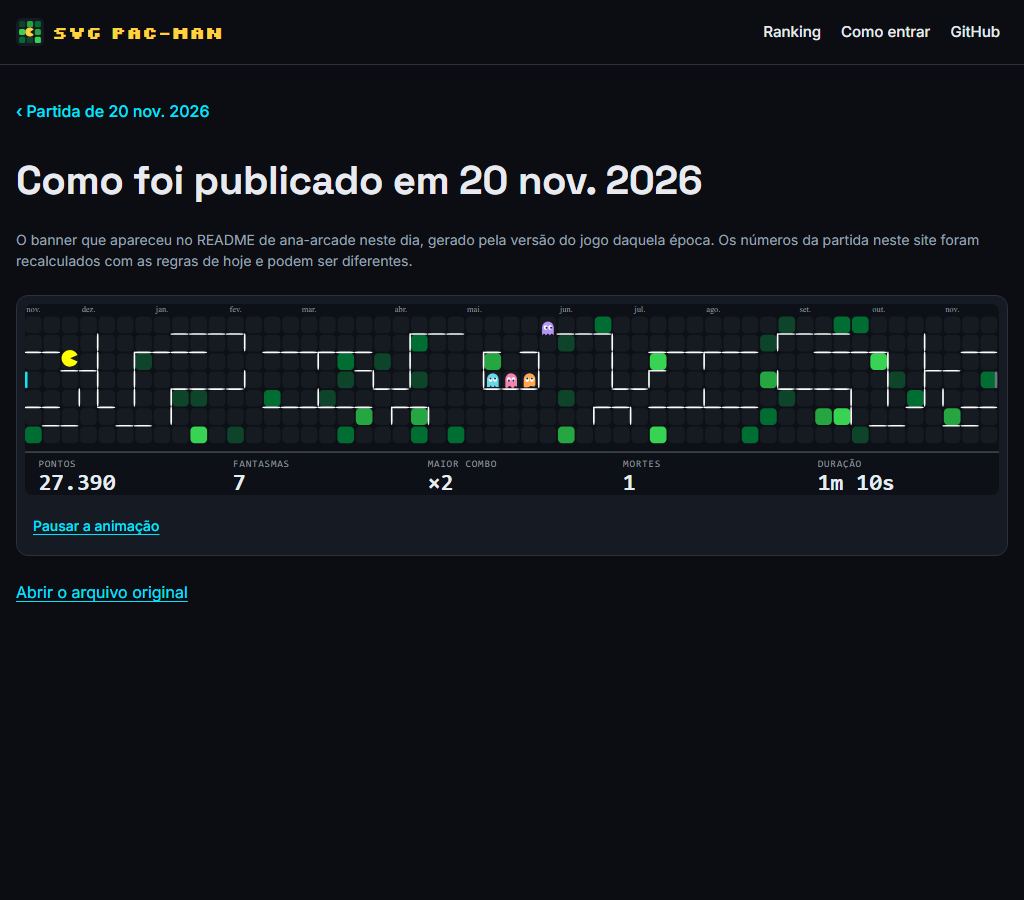 SVG PAC-MAN
Ranking
Como entrar
GitHub
‹ Partida de 20 nov. 2026
Como foi publicado em 20 nov. 2026
O banner que apareceu no README de ana-arcade neste dia, gerado pela versão do jogo daquela época. Os números da partida neste site foram
recalculados com as regras de hoje e podem ser diferentes.
nov. dez. jan. fev. mar. abr. mai. jun. jul. ago. set. out. nov.
PONTOS FANTASMAS MAIOR COMBO MORTES DURAÇÃO
27.390 7 ×2 1 1m 10s
Pausar a animação
Abrir o arquivo original